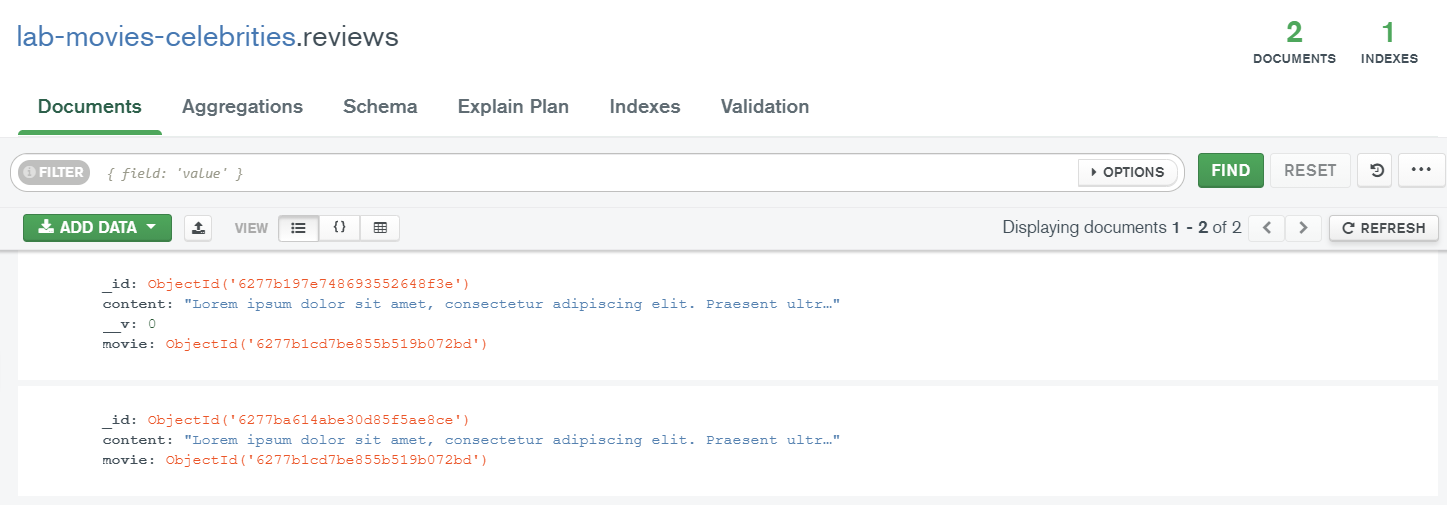 lab-movies-celebrities.reviews
2 DOCUMENTS
1 INDEXES
Documents Aggregations Schema Explain Plan Indexes Validation
FILTER { field: 'value' } OPTIONS FIND RESET
ADD DATA VIEW {} Displaying documents 1 - 2 of 2 REFRESH
_id: ObjectId('6277b197e748693552648f3e')
content: "Lorem ipsum dolor sit amet, consectetur adipiscing elit. Praesent ultr…"
__v: 0
movie: ObjectId('6277b1cd7be855b519b072bd')
_id: ObjectId('6277ba614abe30d85f5ae8ce')
content: "Lorem ipsum dolor sit amet, consectetur adipiscing elit. Praesent ultr…"
movie: ObjectId('6277b1cd7be855b519b072bd')